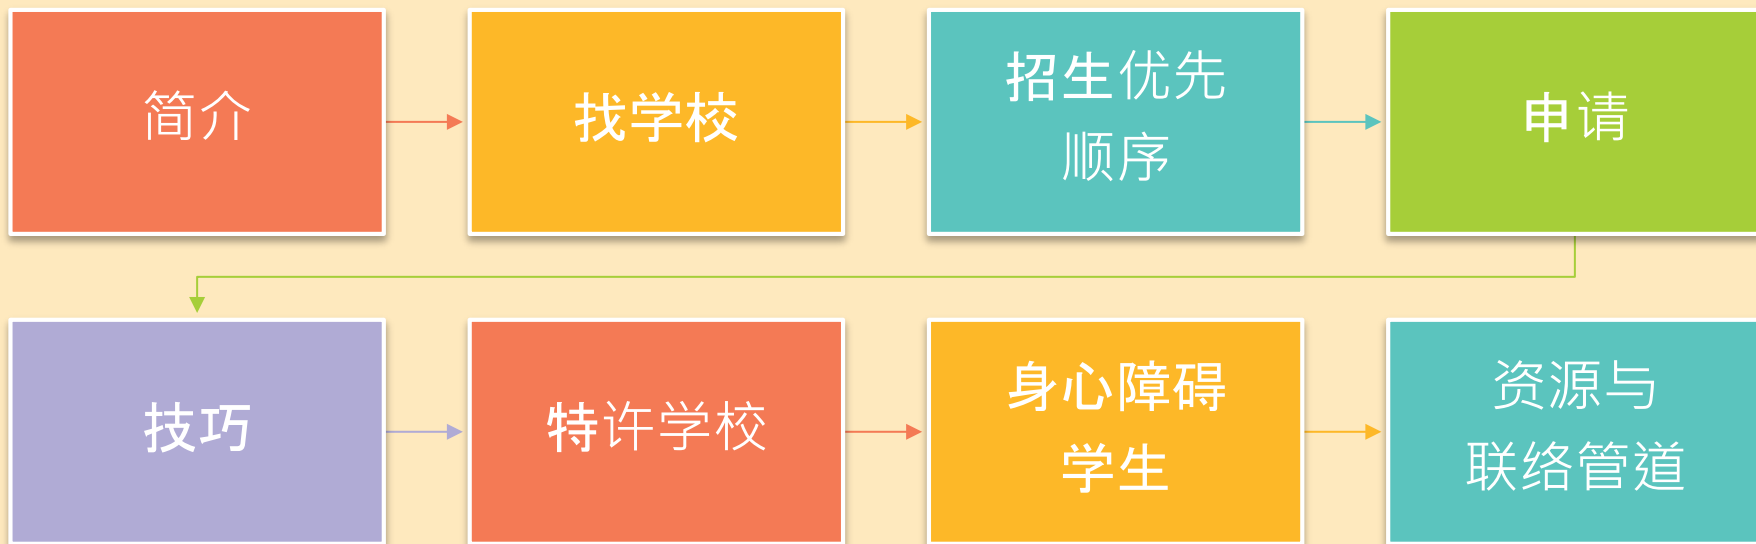 简介
找学校
招生优先
顺序
申请
技巧
特许学校
身心障碍
学生
资源与
联络管道